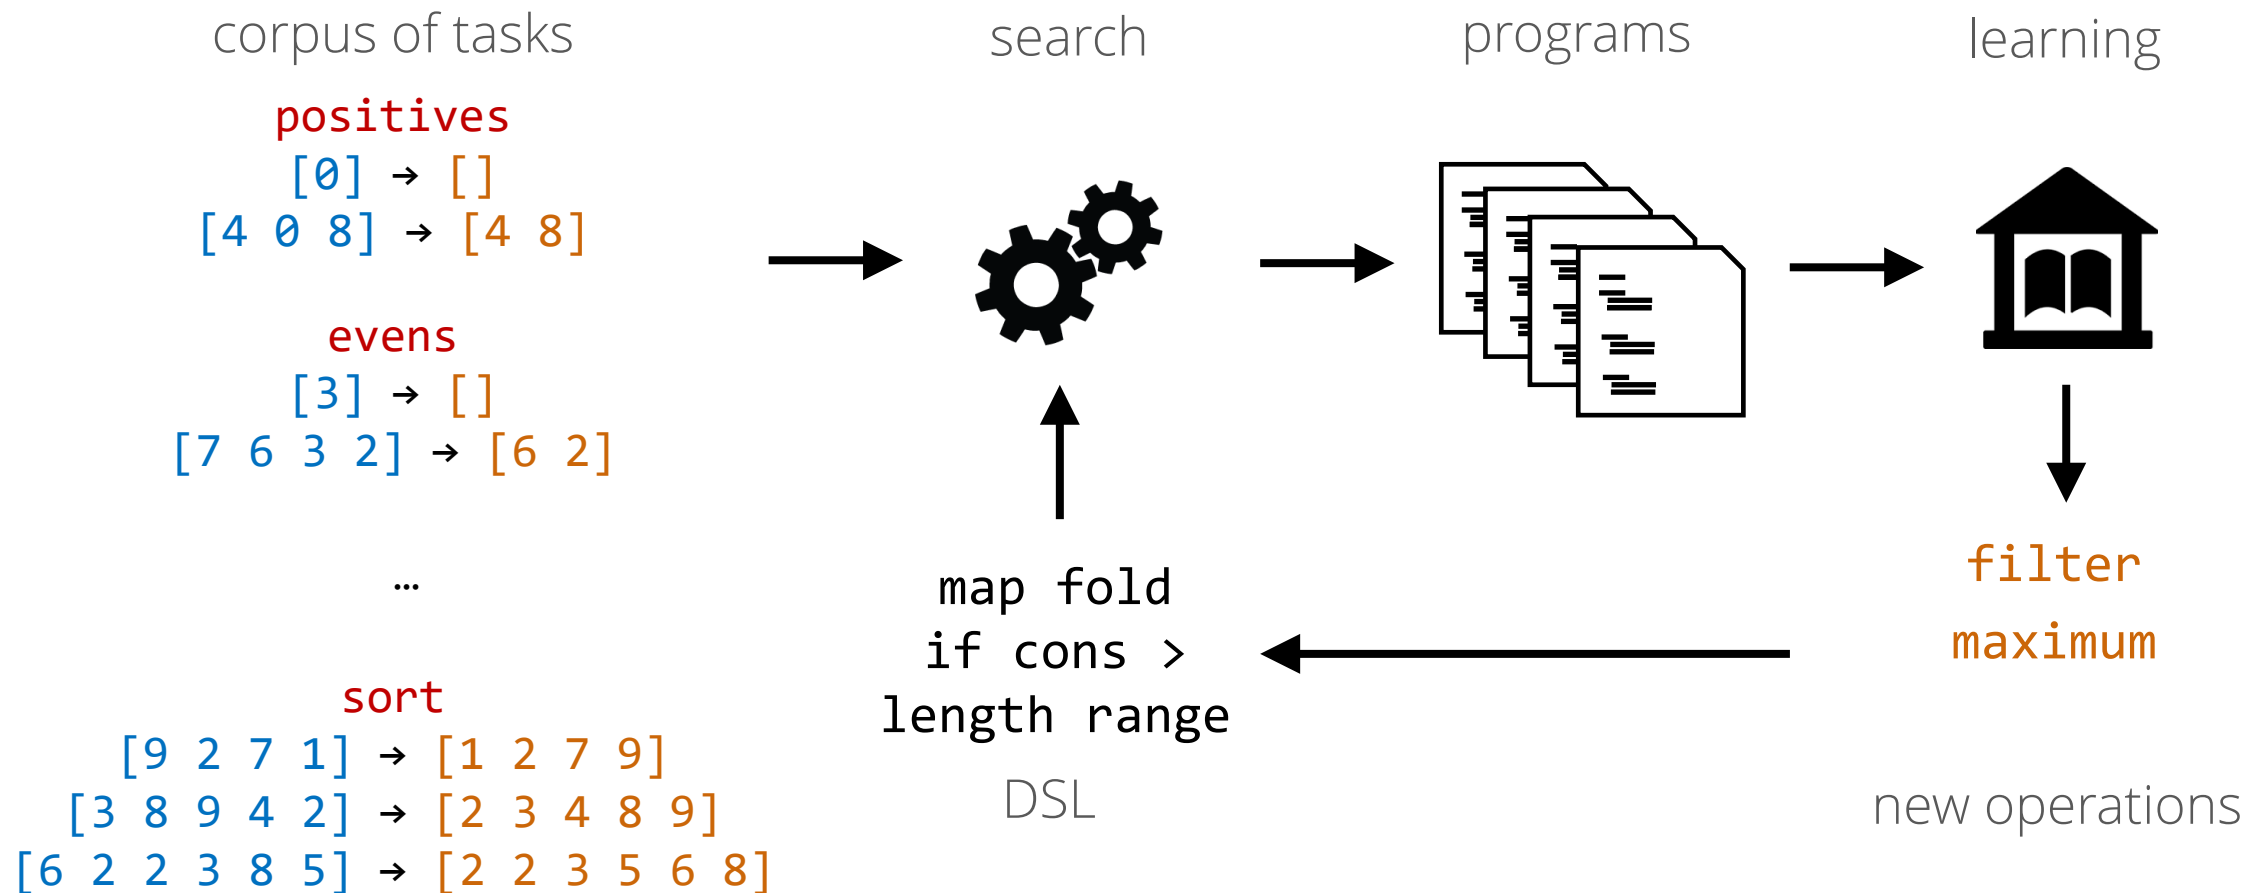 corpus of tasks
positives
[0] → []
[4 0 8] → [4 8]
evens
[3] → []
[7 6 3 2] → [6 2]
…
sort
[9 2 7 1] → [1 2 7 9]
[3 8 9 4 2] → [2 3 4 8 9]
[6 2 2 3 8 5] → [2 2 3 5 6 8]
search
map fold
if cons >
length range
DSL
programs
learning
filter
maximum
new operations